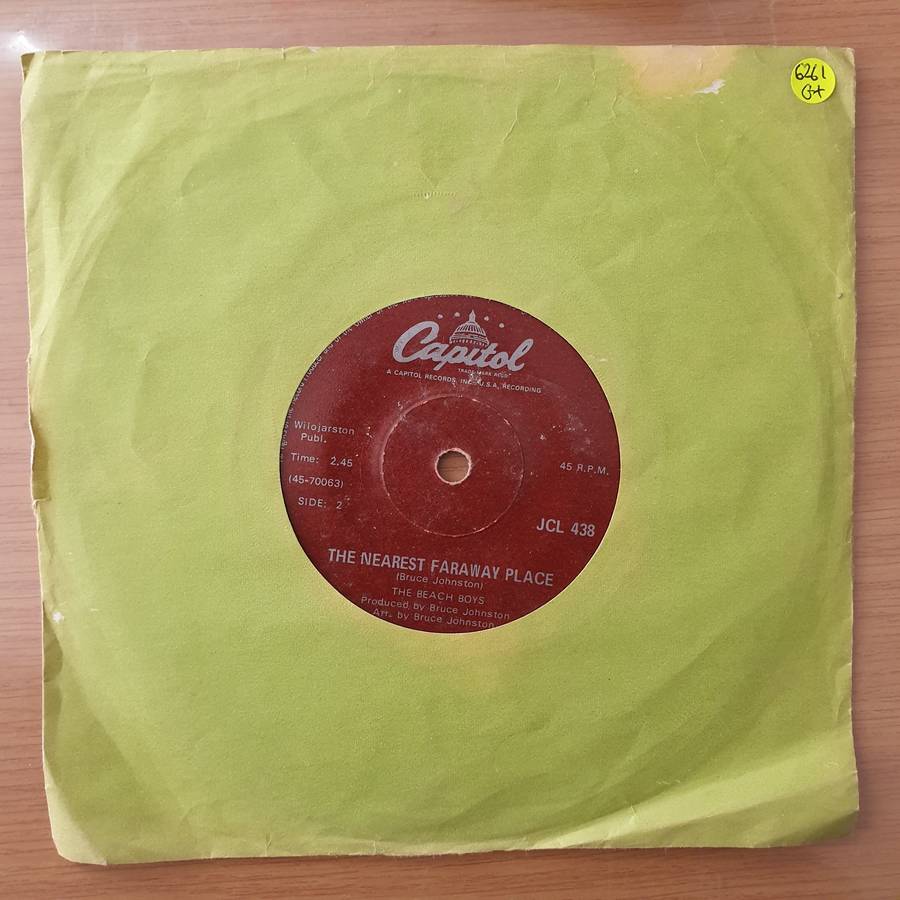 6261
G+
Capitol
TRADE MARK REGD
A CAPITOL RECORDS, INC., U.S.A., RECORDING
Wilojarston
Publ.
Time: 2.45
(45-70063)
SIDE: 2
45 R.P.M.
JCL 438
THE NEAREST FARAWAY PLACE
(Bruce Johnston)
THE BEACH BOYS
Produced by Bruce Johnston
Arr. by Bruce Johnston